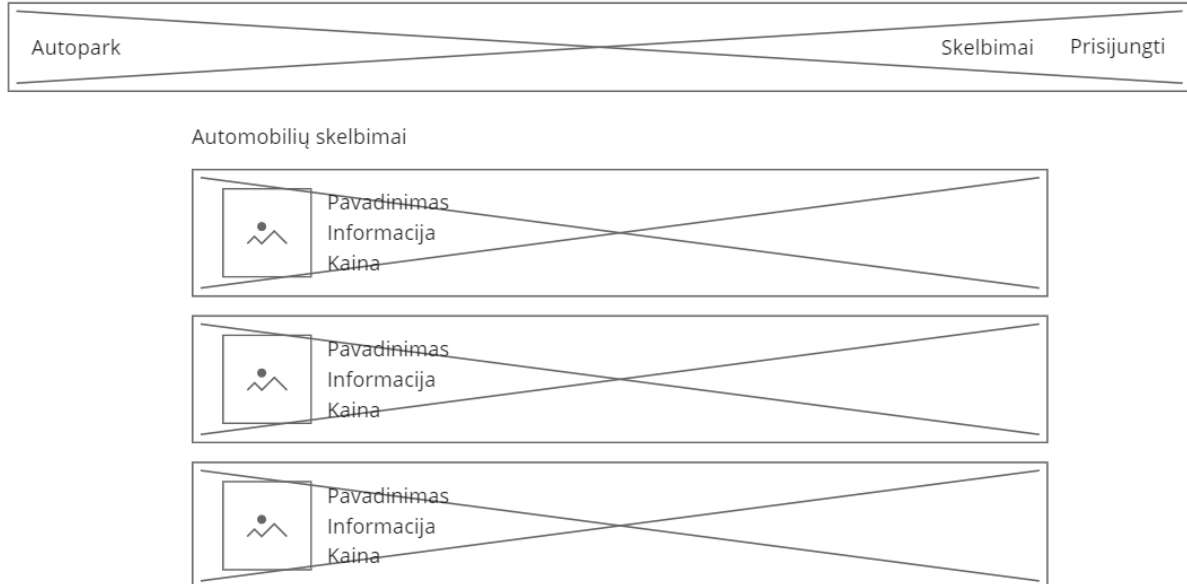 Autopark Skelbimai Prisijungti
Automobilių skelbimai
Pavadinimas
Informacija
Kaina
Pavadinimas
Informacija
Kaina
Pavadinimas
Informacija
Kaina